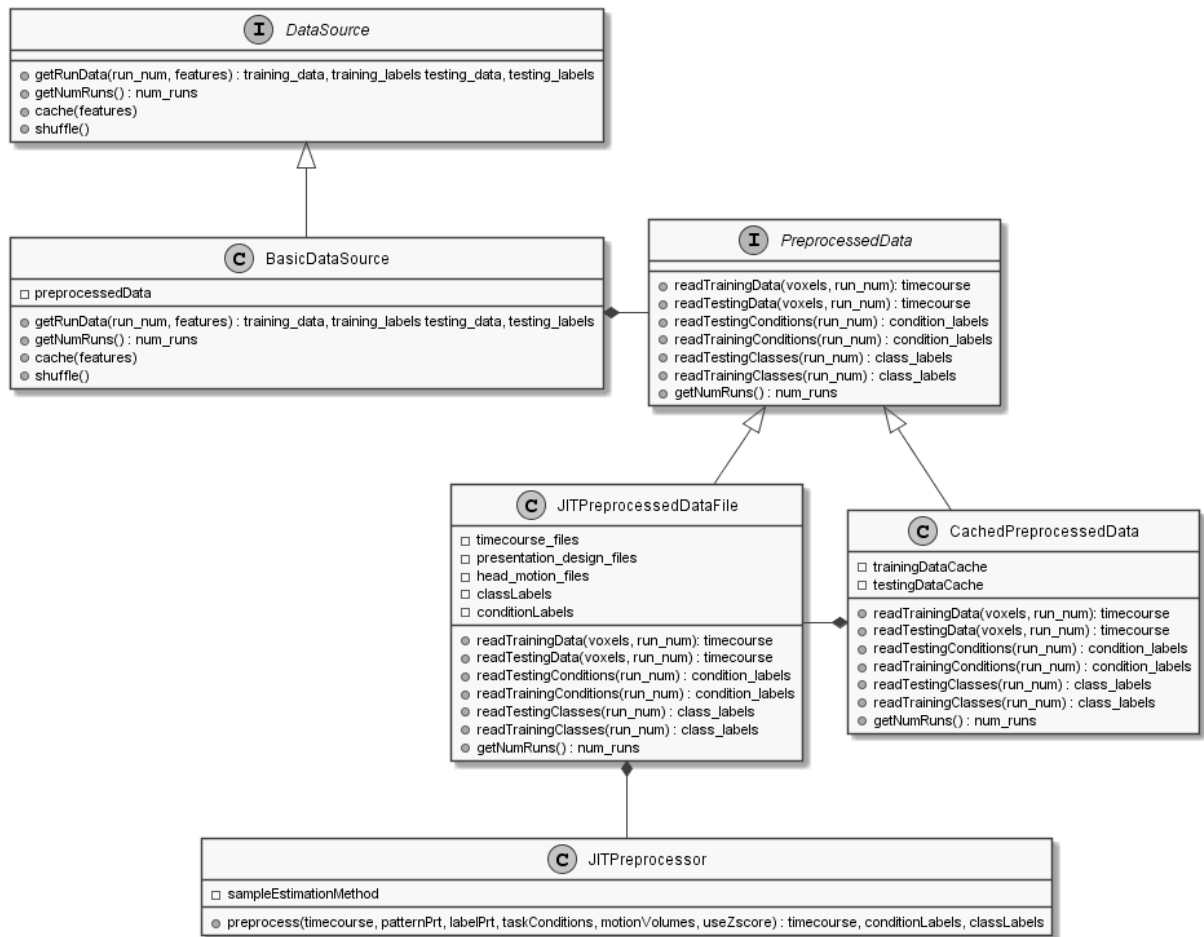 I DataSource
getRunData(run_num, features) : training_data, training_labels testing_data, testing_labels
getNumRuns() : num_runs
cache(features)
shuffle()
C BasicDataSource
preprocessedData
getRunData(run_num, features) : training_data, training_labels testing_data, testing_labels
getNumRuns() : num_runs
cache(features)
shuffle()
I PreprocessedData
readTrainingData(voxels, run_num): timecourse
readTestingData(voxels, run_num) : timecourse
readTestingConditions(run_num) : condition_labels
readTrainingConditions(run_num) : condition_labels
readTestingClasses(run_num) : class_labels
readTrainingClasses(run_num) : class_labels
getNumRuns() : num_runs
C JITPreprocessedDataFile
timecourse_files
presentation_design_files
head_motion_files
classLabels
conditionLabels
readTrainingData(voxels, run_num): timecourse
readTestingData(voxels, run_num) : timecourse
readTestingConditions(run_num) : condition_labels
readTrainingConditions(run_num) : condition_labels
readTestingClasses(run_num) : class_labels
readTrainingClasses(run_num) : class_labels
getNumRuns() : num_runs
C CachedPreprocessedData
trainingDataCache
testingDataCache
readTrainingData(voxels, run_num): timecourse
readTestingData(voxels, run_num) : timecourse
readTestingConditions(run_num) : condition_labels
readTrainingConditions(run_num) : condition_labels
readTestingClasses(run_num) : class_labels
readTrainingClasses(run_num) : class_labels
getNumRuns() : num_runs
C JITPreprocessor
sampleEstimationMethod
preprocess(timecourse, patternPrt, labelPrt, taskConditions, motionVolumes, useZscore) : timecourse, conditionLabels, classLabels